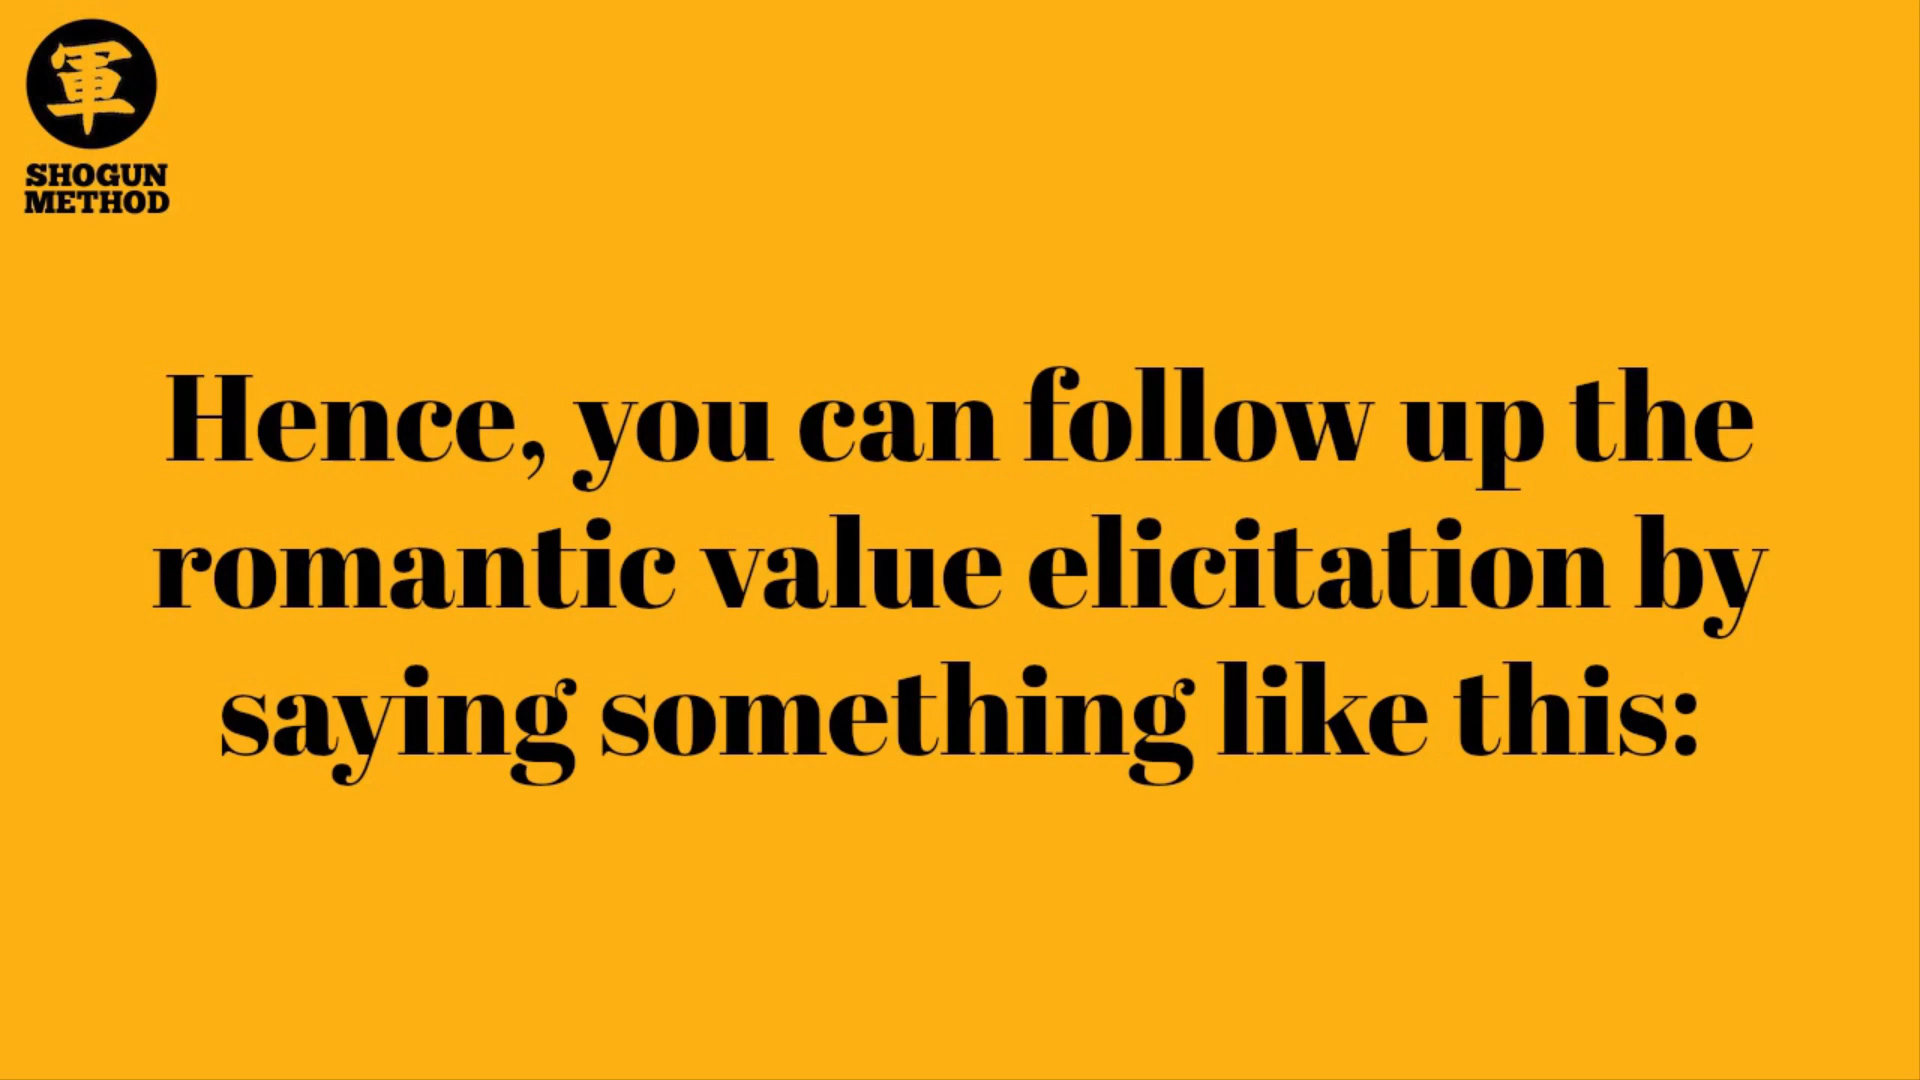 軍
SHOGUN
METHOD
Hence, you can follow up the
romantic value elicitation by
saying something like this: